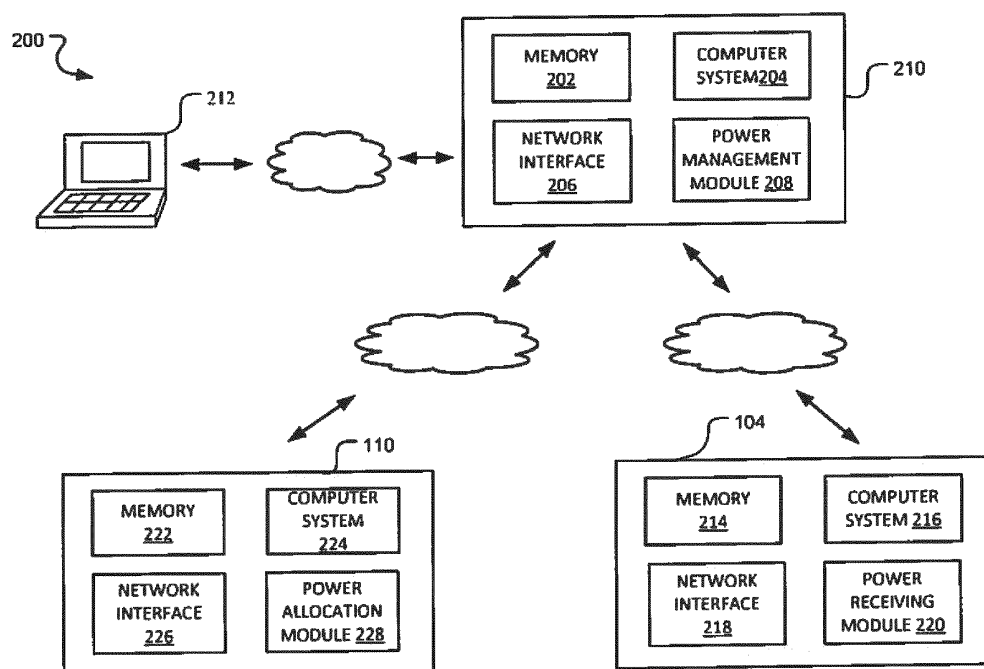 200
212
MEMORY
202
COMPUTER
SYSTEM204
210
NETWORK
INTERFACE
206
POWER
MANAGEMENT
MODULE 208
110
MEMORY
222
COMPUTER
SYSTEM
224
NETWORK
INTERFACE
226
POWER
ALLOCATION
MODULE 228
104
MEMORY
214
COMPUTER
SYSTEM 216
NETWORK
INTERFACE
218
POWER
RECEIVING
MODULE 220